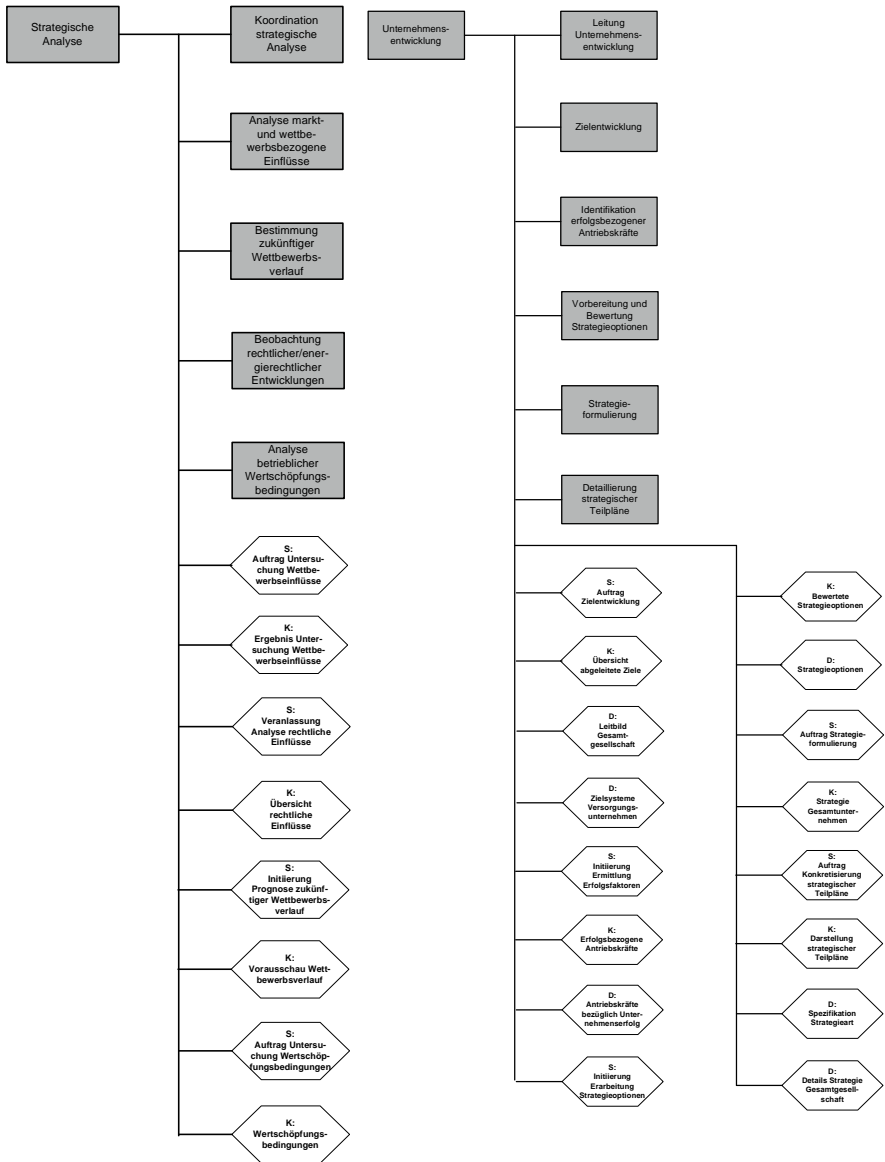 Strategische
Analyse
Koordination
strategische
Analyse
Analyse markt-
und wettbe-
werbsbezogene
Einflüsse
Bestimmung
zukünftiger
Wettbewerbs-
verlauf
Beobachtung
rechtlicher/ener-
gierechtlicher
Entwicklungen
Analyse
betrieblicher
Wertschöpfungs-
bedingungen
S:
Auftrag Untersu-
chung Wettbe-
werbseinflüsse
K:
Ergebnis Unter-
suchung Wettbe-
werbseinflüsse
S:
Veranlassung
Analyse rechtliche
Einflüsse
K:
Übersicht
rechtliche
Einflüsse
S:
Initiierung
Prognose zukünf-
tiger Wettbewerbs-
verlauf
K:
Vorausschau Wett-
bewerbsverlauf
S:
Auftrag Untersu-
chung Wertschöp-
fungsbedingungen
K:
Wertschöpfungs-
bedingungen
Unternehmens-
entwicklung
Leitung
Unternehmens-
entwicklung
Zielentwicklung
Identifikation
erfolgsbezogener
Antriebskräfte
Vorbereitung und
Bewertung
Strategieoptionen
Strategie-
formulierung
Detaillierung
strategischer
Teilpläne
S:
Auftrag
Zielentwicklung
K:
Übersicht
abgeleitete Ziele
D:
Leitbild
Gesamt-
gesellschaft
D:
Zielsysteme
Versorgungs-
unternehmen
S:
Initiierung
Ermittlung
Erfolgsfaktoren
K:
Erfolgsbezogene
Antriebskräfte
D:
Antriebskräfte
bezüglich Unter-
nehmenserfolg
S:
Initiierung
Erarbeitung
Strategieoptionen
K:
Bewertete
Strategieoptionen
D:
Strategieoptionen
S:
Auftrag Strategie-
formulierung
K:
Strategie
Gesamtunter-
nehmen
S:
Auftrag
Konkretisierung
strategischer
Teilpläne
K:
Darstellung
strategischer
Teilpläne
D:
Spezifikation
Strategieart
D:
Details Strategie
Gesamtgesell-
schaft